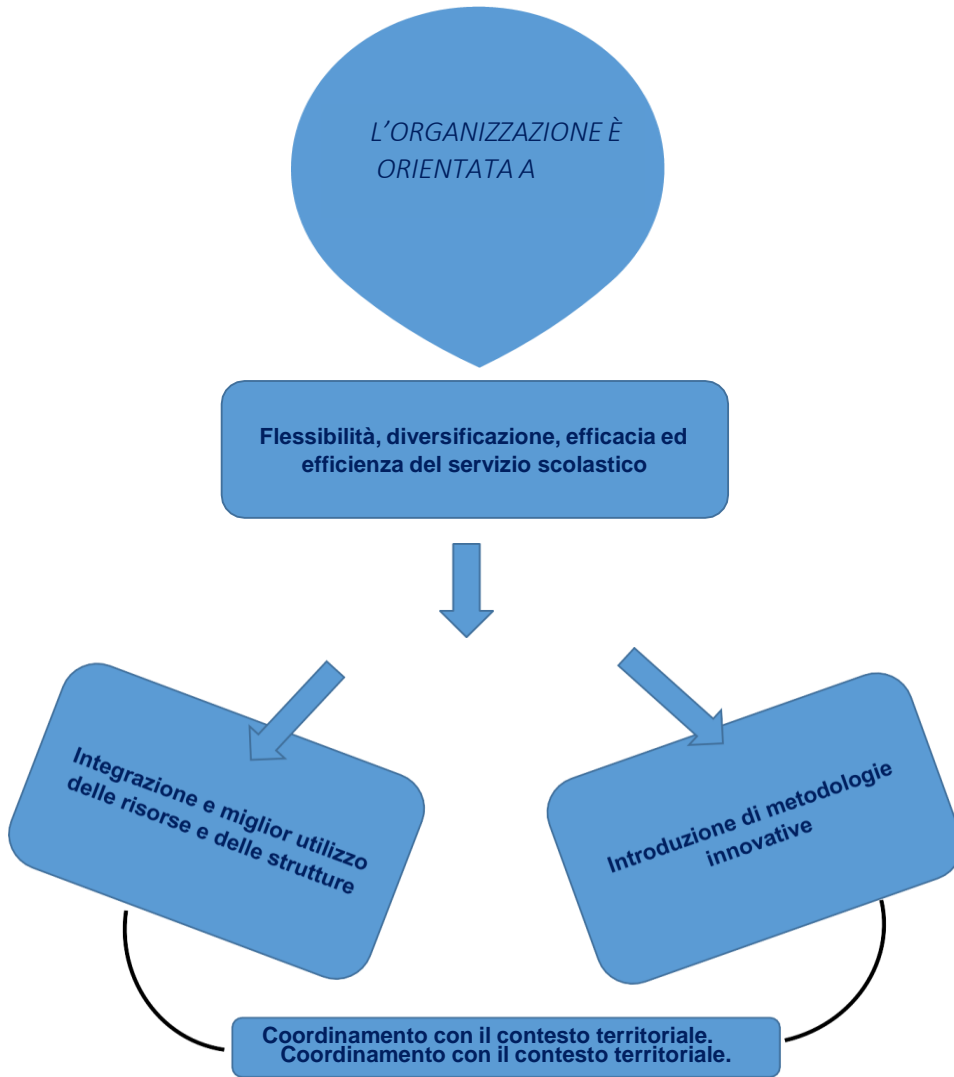 L’ORGANIZZAZIONE È
ORIENTATA A
Flessibilità, diversificazione, efficacia ed
efficienza del servizio scolastico
Integrazione e miglior utilizzo
delle risorse e delle strutture
Introduzione di metodologie
innovative
Coordinamento con il contesto territoriale.
Coordinamento con il contesto territoriale.